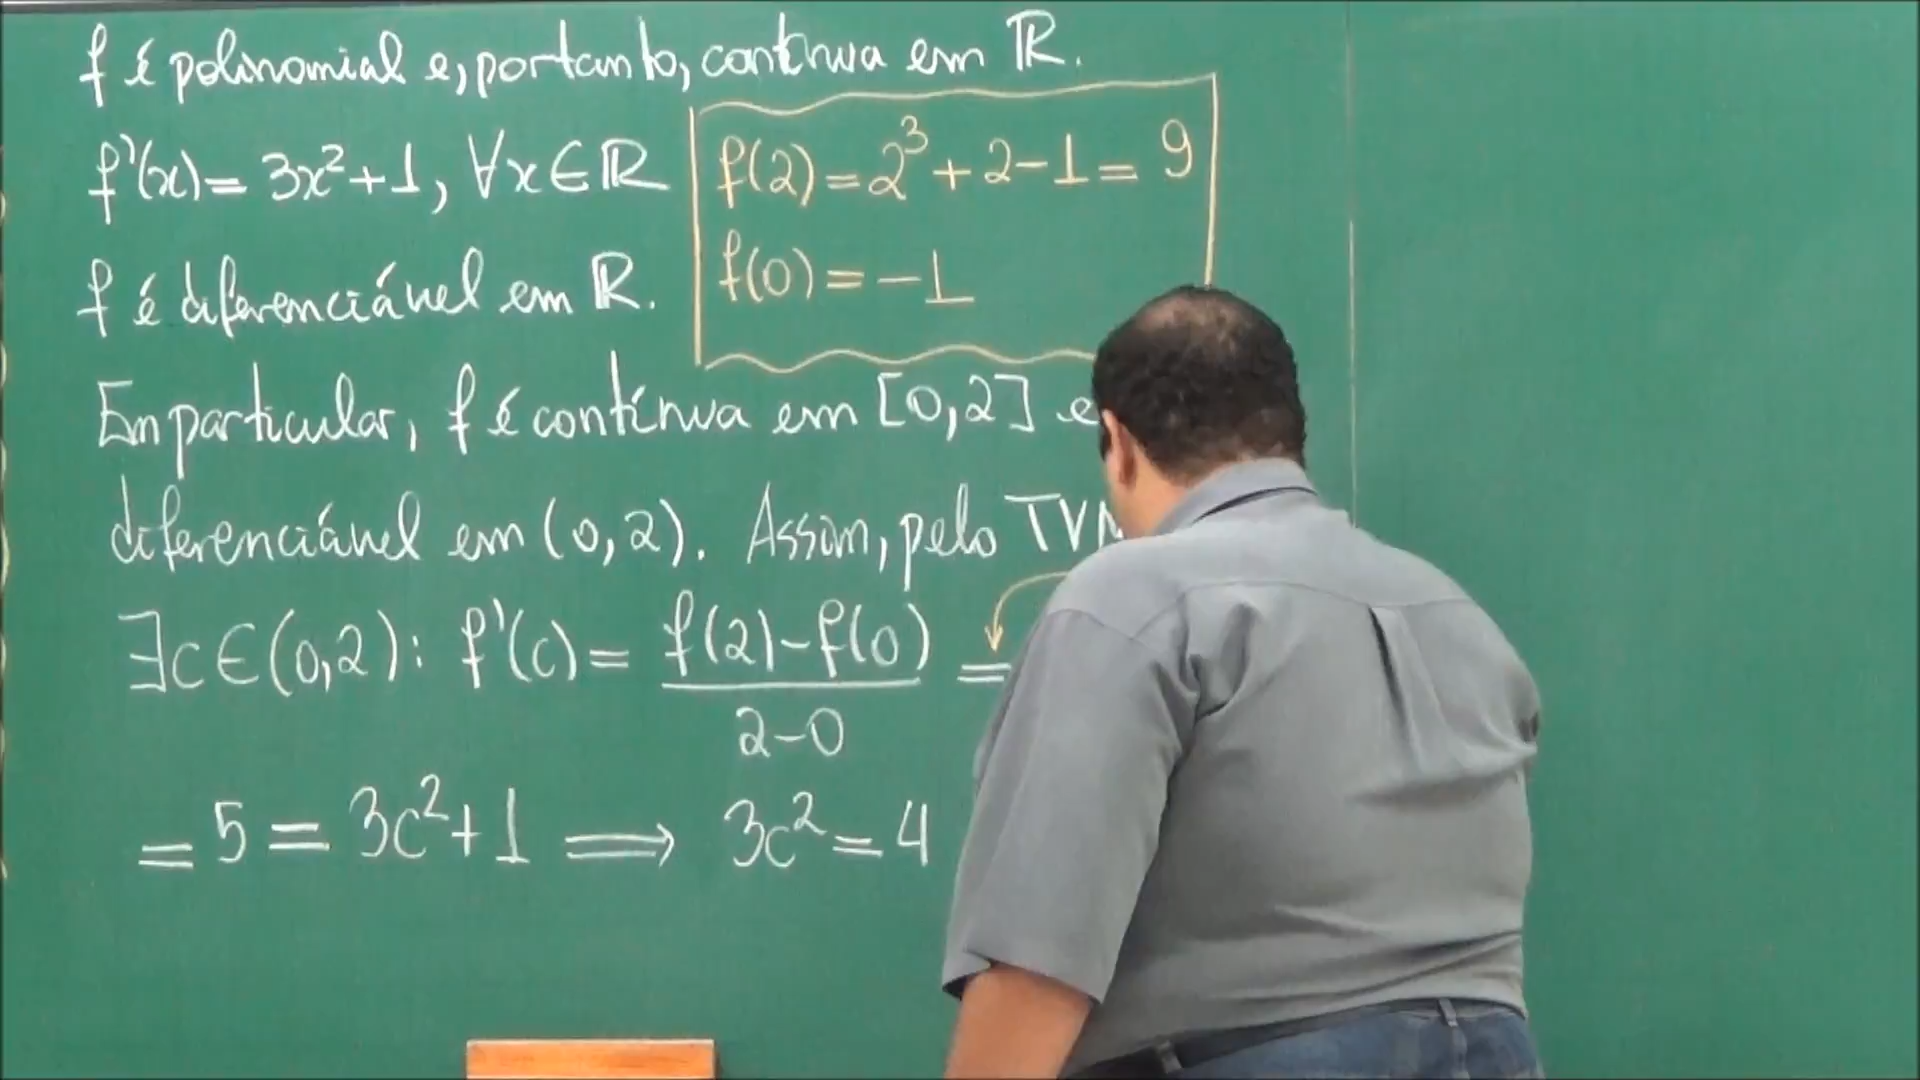 f é polinomial e, portanto, contínua em ℝ.
f'(x) = 3x² + 1, ∀x ∈ ℝ
f(2) = 2³ + 2 - 1 = 9
f(0) = -1
f é diferenciável em ℝ.
Em particular, f é contínua em [0,2] e
diferenciável em (0,2). Assim, pelo TVM
∃c ∈ (0,2): f'(c) = f(2) - f(0) =
2 - 0
= 5 = 3c² + 1 ⟹ 3c² = 4